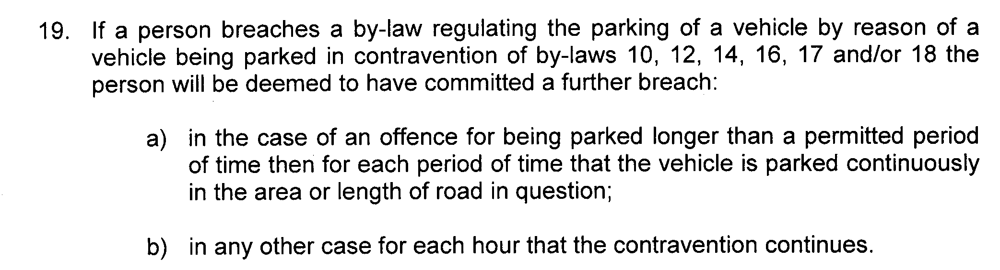 19. If a person breaches a by-law regulating the parking of a vehicle by reason of a
vehicle being parked in contravention of by-laws 10, 12, 14, 16, 17 and/or 18 the
person will be deemed to have committed a further breach:
a) in the case of an offence for being parked longer than a permitted period
of time then for each period of time that the vehicle is parked continuously
in the area or length of road in question;
b) in any other case for each hour that the contravention continues.